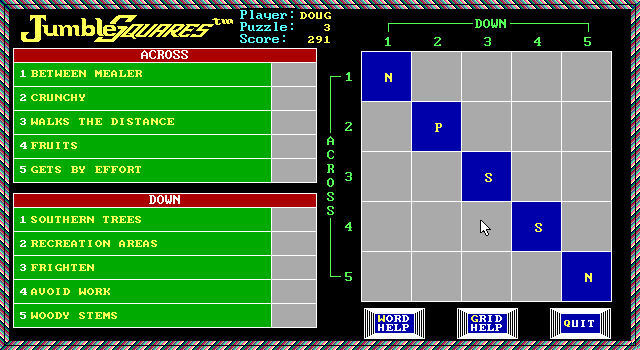 JumbleSquares™
Player: DOUG
Puzzle: 3
Score: 291
ACROSS
1 BETWEEN MEALER
2 CRUNCHY
3 WALKS THE DISTANCE
4 FRUITS
5 GETS BY EFFORT
DOWN
1 SOUTHERN TREES
2 RECREATION AREAS
3 FRIGHTEN
4 AVOID WORK
5 WOODY STEMS
DOWN
1 2 3 4 5
ACROSS
1 N
2 P
3 S
4 S
5 N
WORD HELP
GRID HELP
QUIT